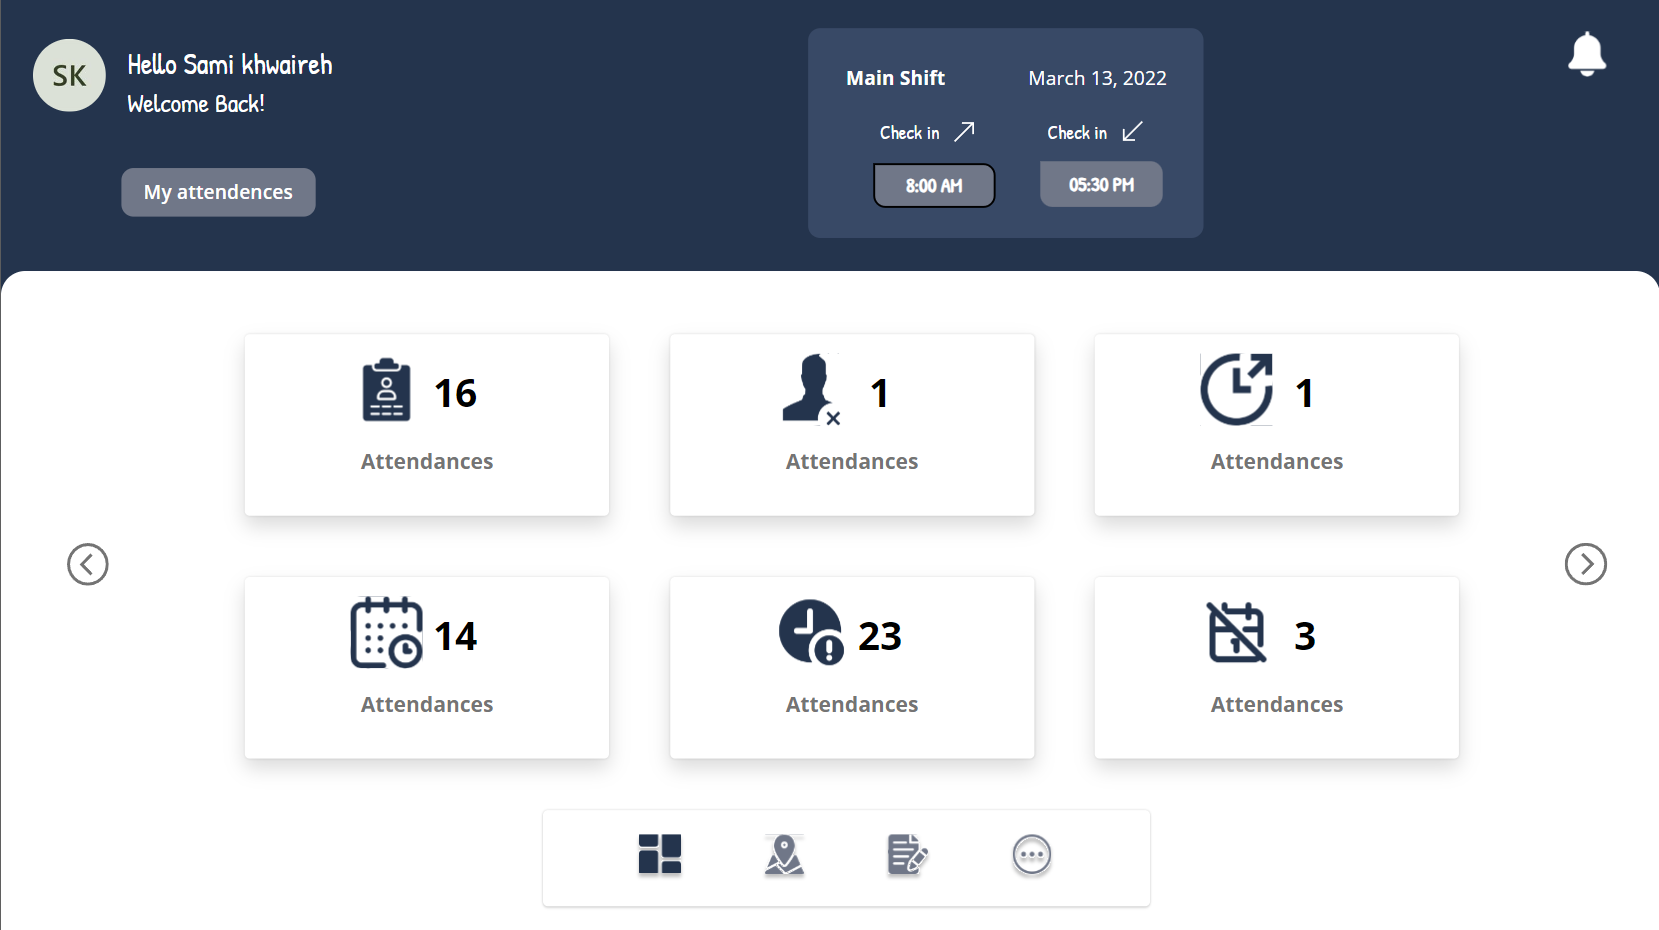 SK
Hello Sami khwaireh
Welcome Back!
My attendences
Main Shift March 13, 2022
Check in Check in
8:00 AM 05:30 PM
16
Attendances
1
Attendances
1
Attendances
14
Attendances
23
Attendances
3
Attendances